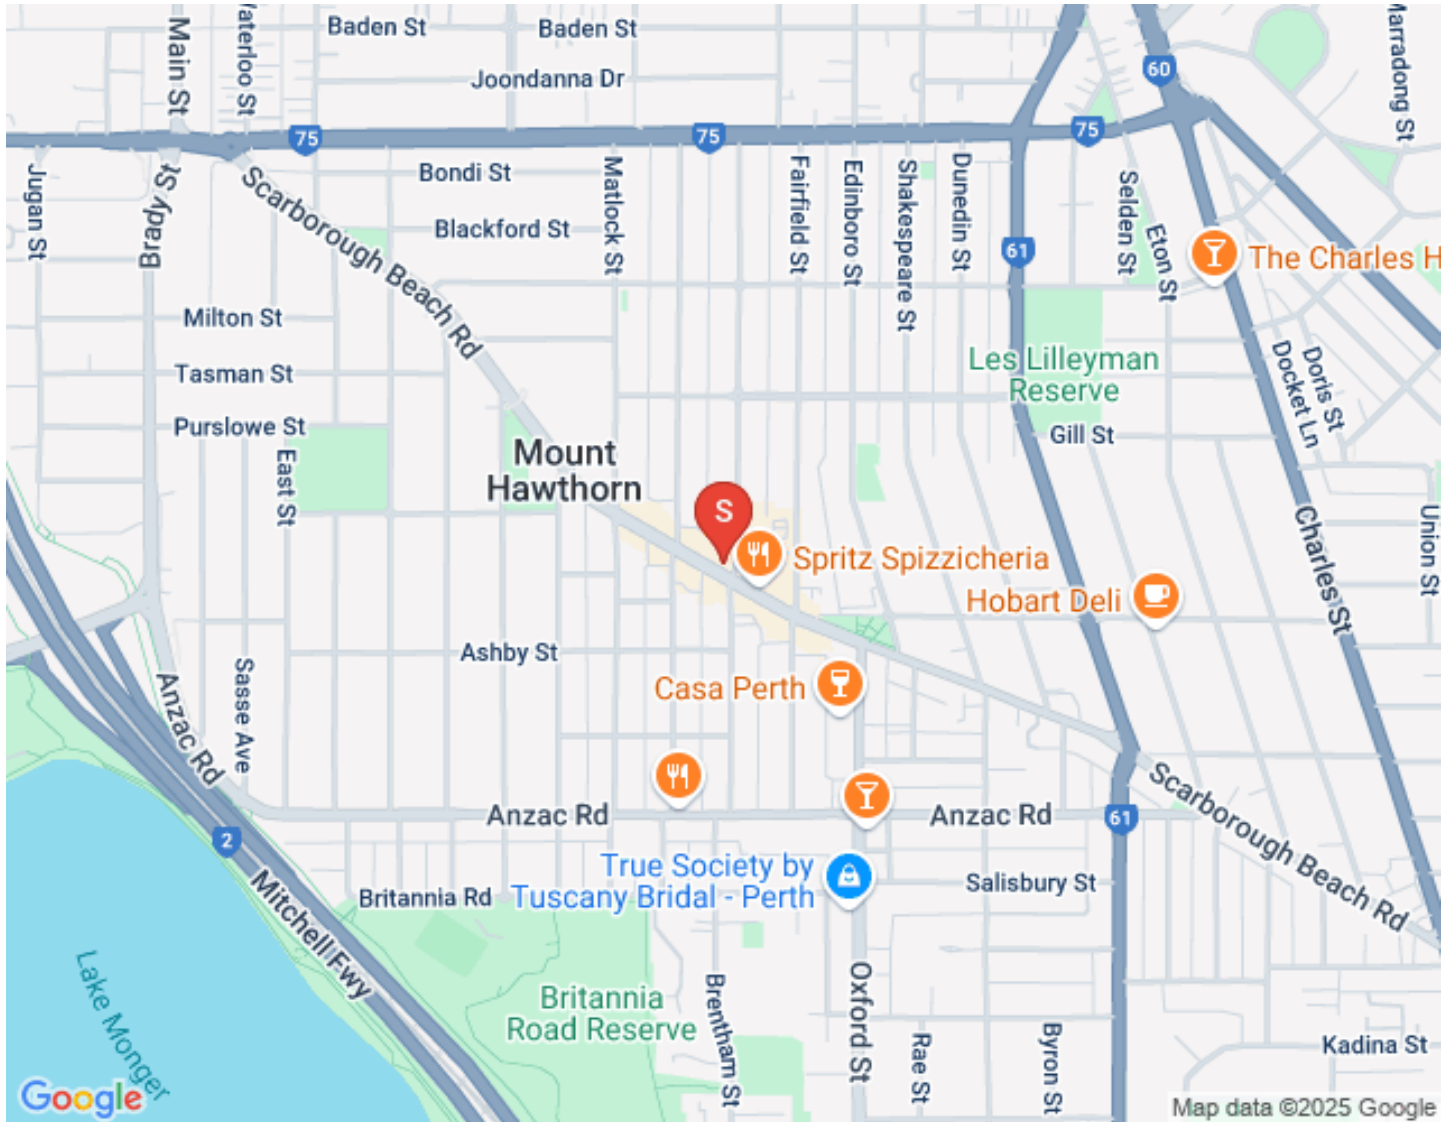 Baden St
Baden St
Main St
Waterloo St
Joondanna Dr
60
Marradong St
75
75
75
Bondi St
Blackford St
Jugan St
Brady St
Scarborough Beach Rd
Matlock St
Fairfield St
Edinboro St
Shakespeare St
Dunedin St
61
Selden St
Eton St
The Charles H
Milton St
Tasman St
Purslowe St
East St
Les Lilleyman
Reserve
Gill St
Doris St
Docket Ln
Mount
Hawthorn
S
Spritz Spizzicheria
Hobart Deli
Charles St
Union St
Ashby St
Casa Perth
Sasse Ave
Anzac Rd
Anzac Rd
Anzac Rd
61
Scarborough Beach Rd
2
Mitchell Fwy
True Society by
Tuscany Bridal - Perth
Salisbury St
Britannia Rd
Lake Monger
Britannia
Road Reserve
Brentham St
Oxford St
Rae St
Byron St
Kadina St
Google
Map data ©2025 Google